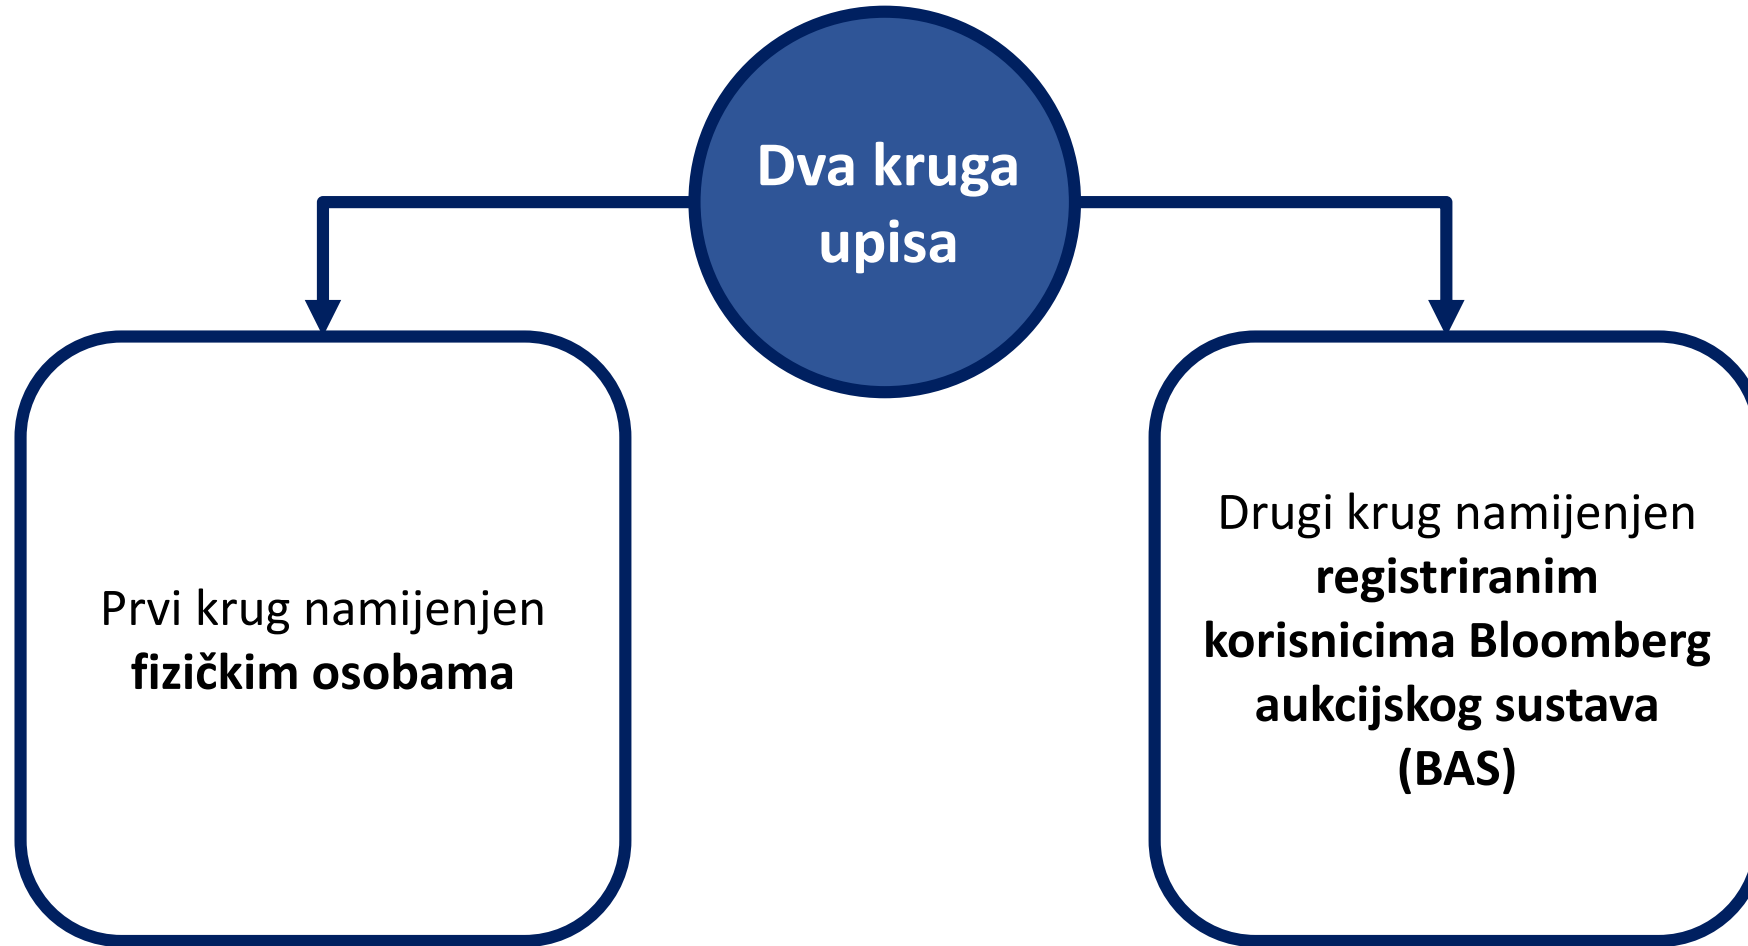 Dva kruga
upisa
Prvi krug namijenjen
fizičkim osobama
Drugi krug namijenjen
registriranim
korisnicima Bloomberg
aukcijskog sustava
(BAS)